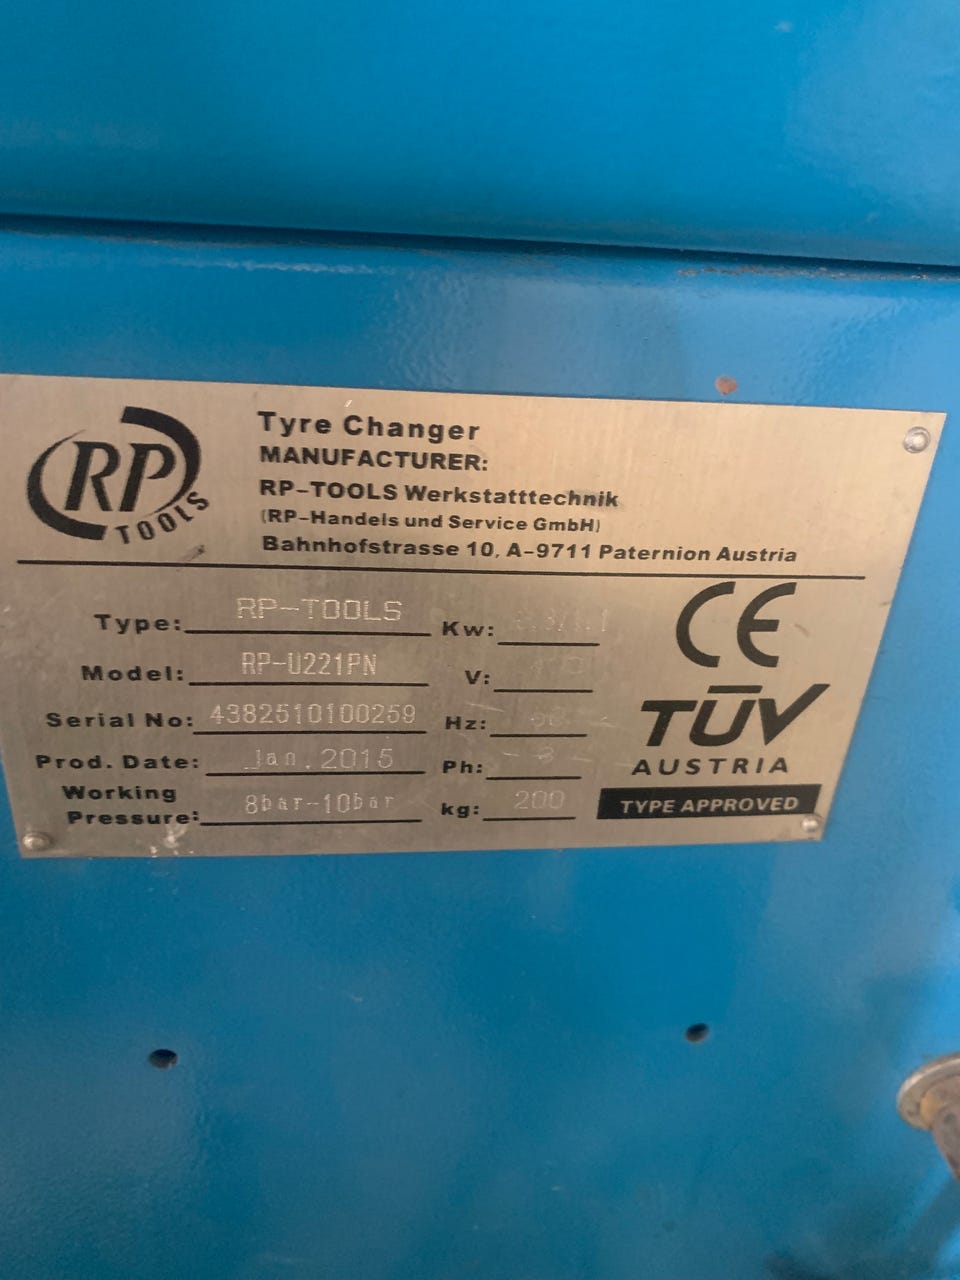 RP
TOOLS
Tyre Changer
MANUFACTURER:
RP-TOOLS Werkstatttechnik
(RP-Handels und Service GmbH)
Bahnhofstrasse 10, A-9711 Paternion Austria
Type: RP-TOOLS
Kw:
Model: RP-U221PN
V:
Serial No: 4382510100259
Hz:
Prod. Date: Jan. 2015
Ph: 3
Working
Pressure: 8bar-10bar
kg: 200
CE
TÜV
AUSTRIA
TYPE APPROVED